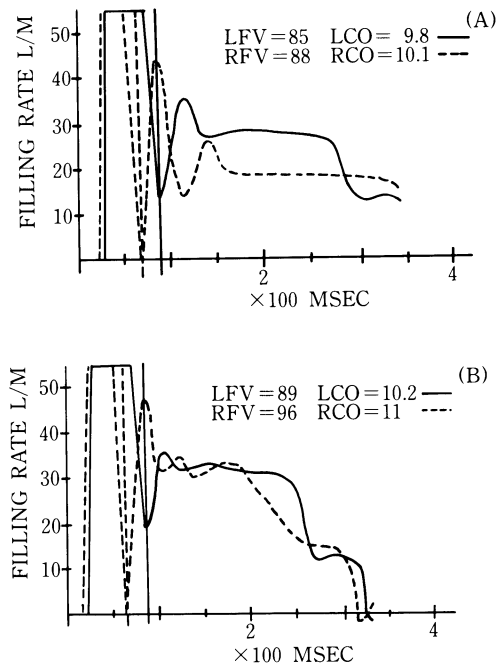 (A)
LFV=85 LCO= 9.8
RFV=88 RCO=10.1
FILLING RATE L/M
50
40
30
20
10
2
4
×100 MSEC
(B)
LFV=89 LCO=10.2
RFV=96 RCO=11
FILLING RATE L/M
50
40
30
20
10
2
4
×100 MSEC